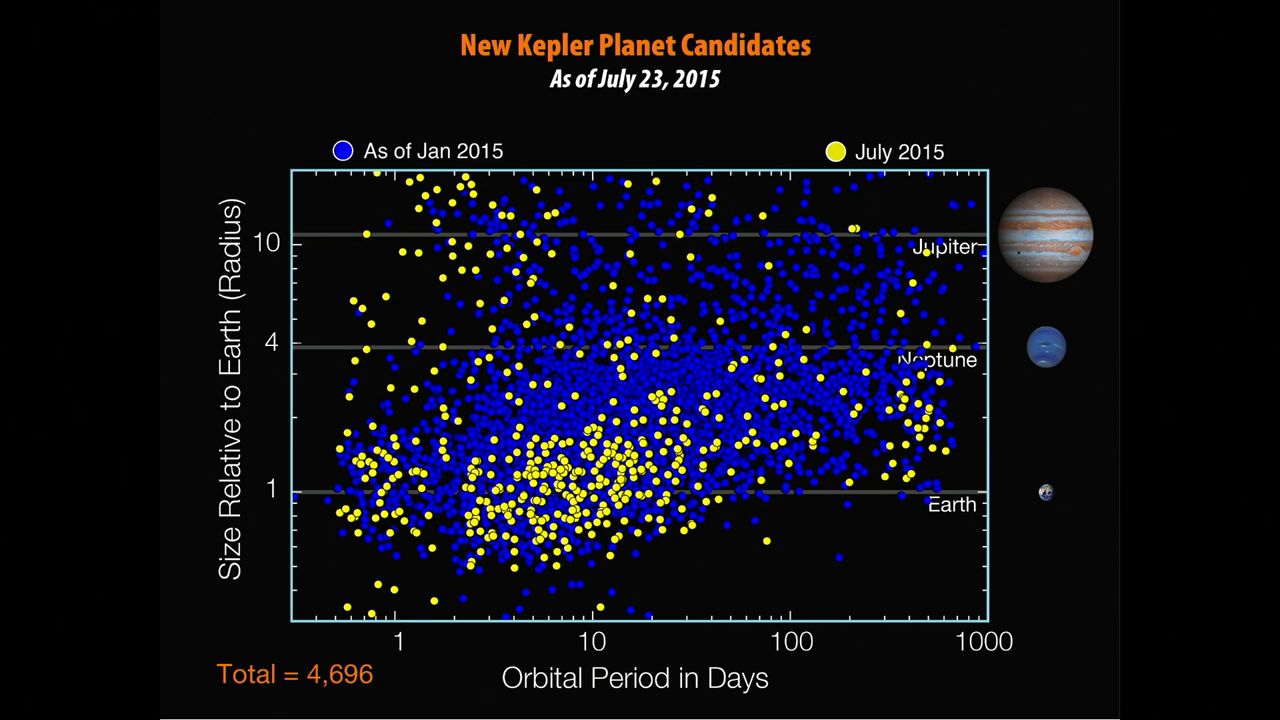 New Kepler Planet Candidates
As of July 23, 2015
As of Jan 2015
July 2015
Size Relative to Earth (Radius)
10
4
1
Jupiter
Neptune
Earth
1
10
100
1000
Orbital Period in Days
Total = 4,696